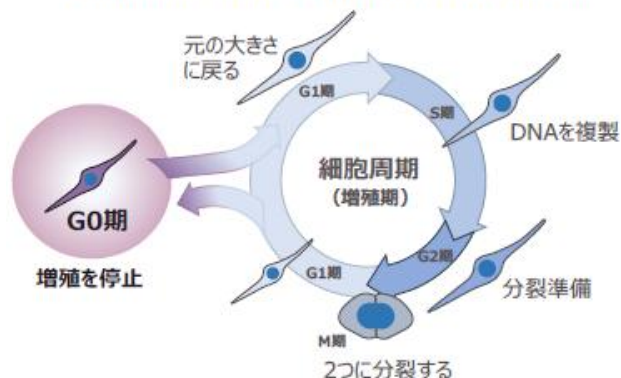 元の大きさ
に戻る
G1期
S期
DNAを複製
細胞周期
（増殖期）
G0期
増殖を停止
G1期
G2期
分裂準備
M期
2つに分裂する